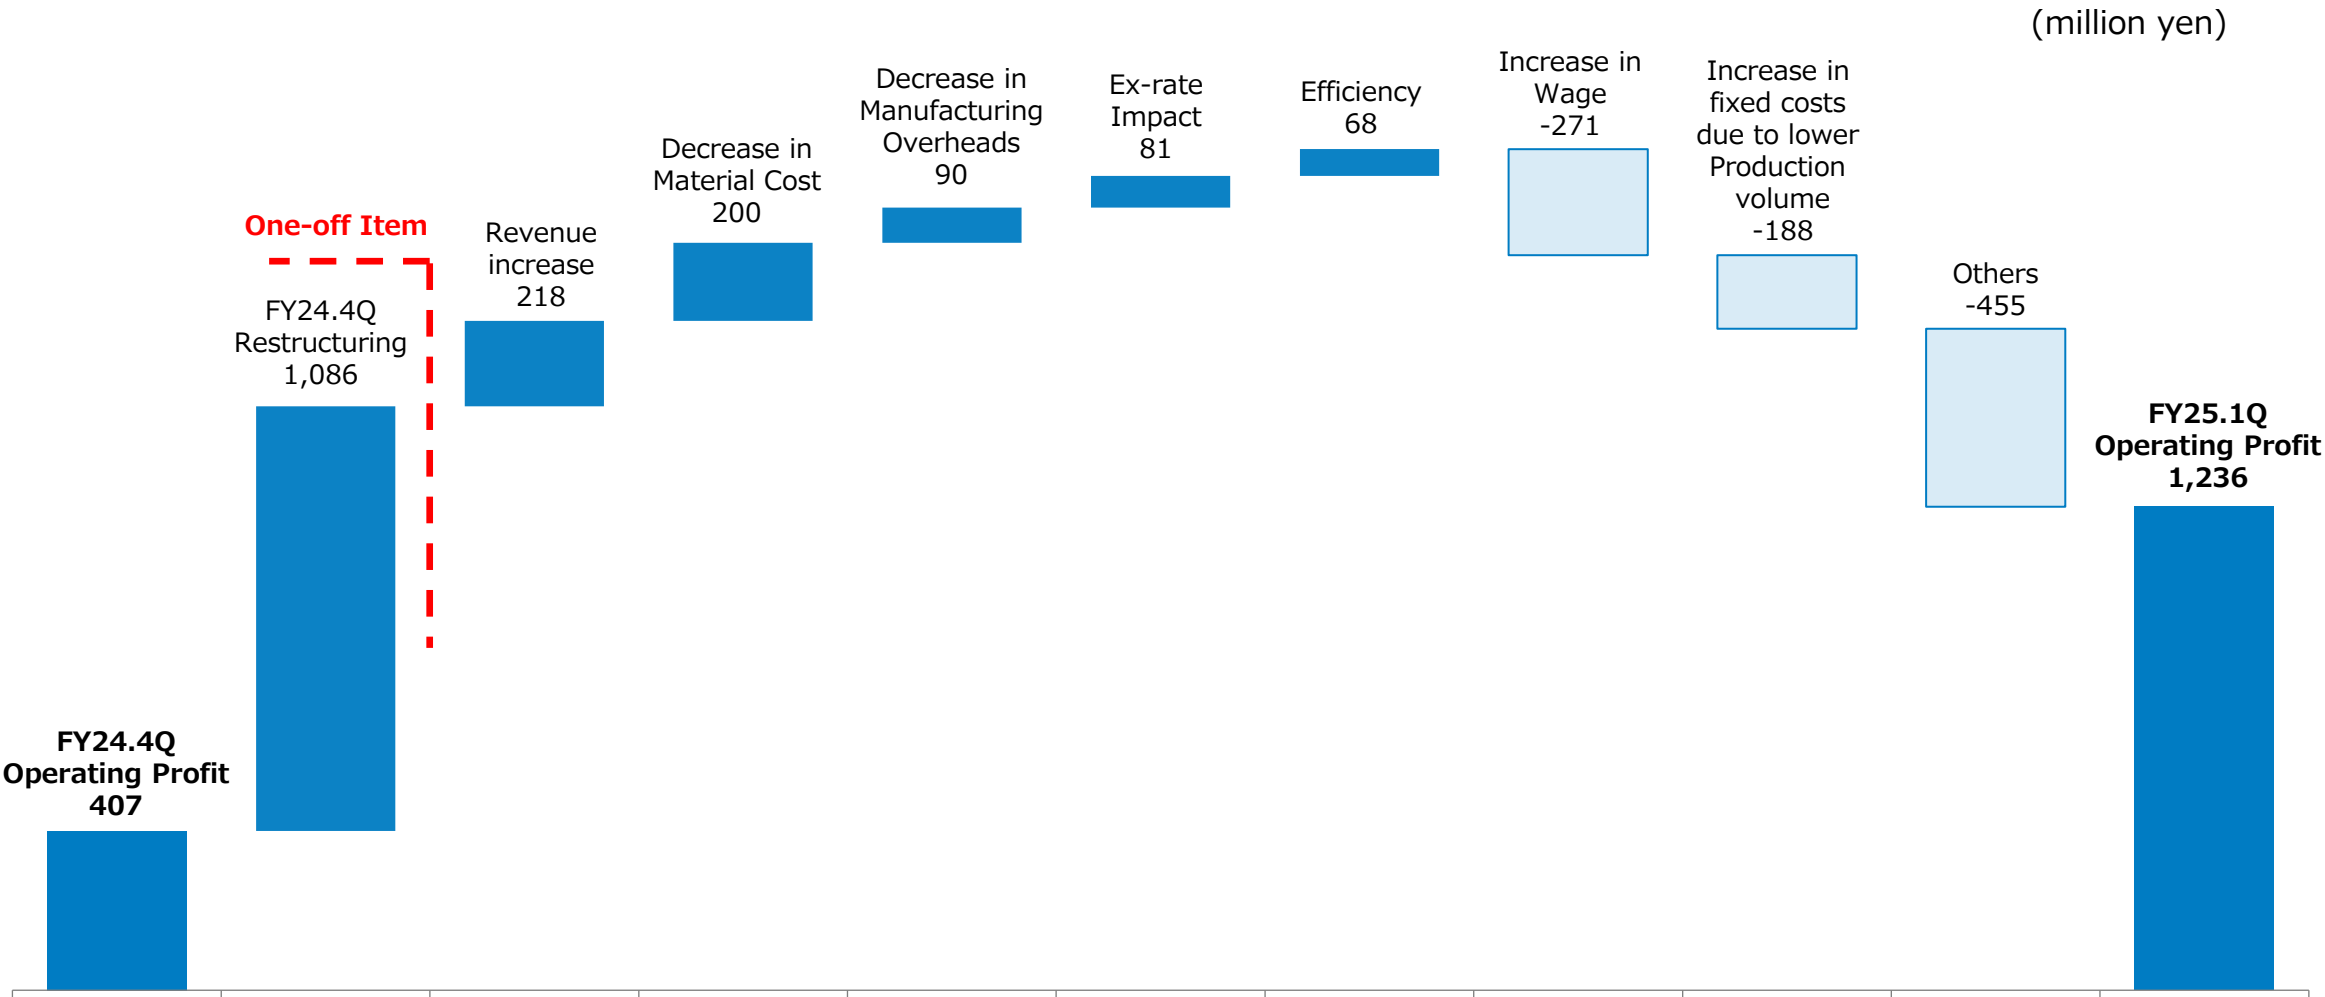 (million yen)
FY24.4Q
Operating Profit
407
One-off Item
FY24.4Q
Restructuring
1,086
Revenue
increase
218
Decrease in
Material Cost
200
Decrease in
Manufacturing
Overheads
90
Ex-rate
Impact
81
Efficiency
68
Increase in
Wage
-271
Increase in
fixed costs
due to lower
Production
volume
-188
Others
-455
FY25.1Q
Operating Profit
1,236